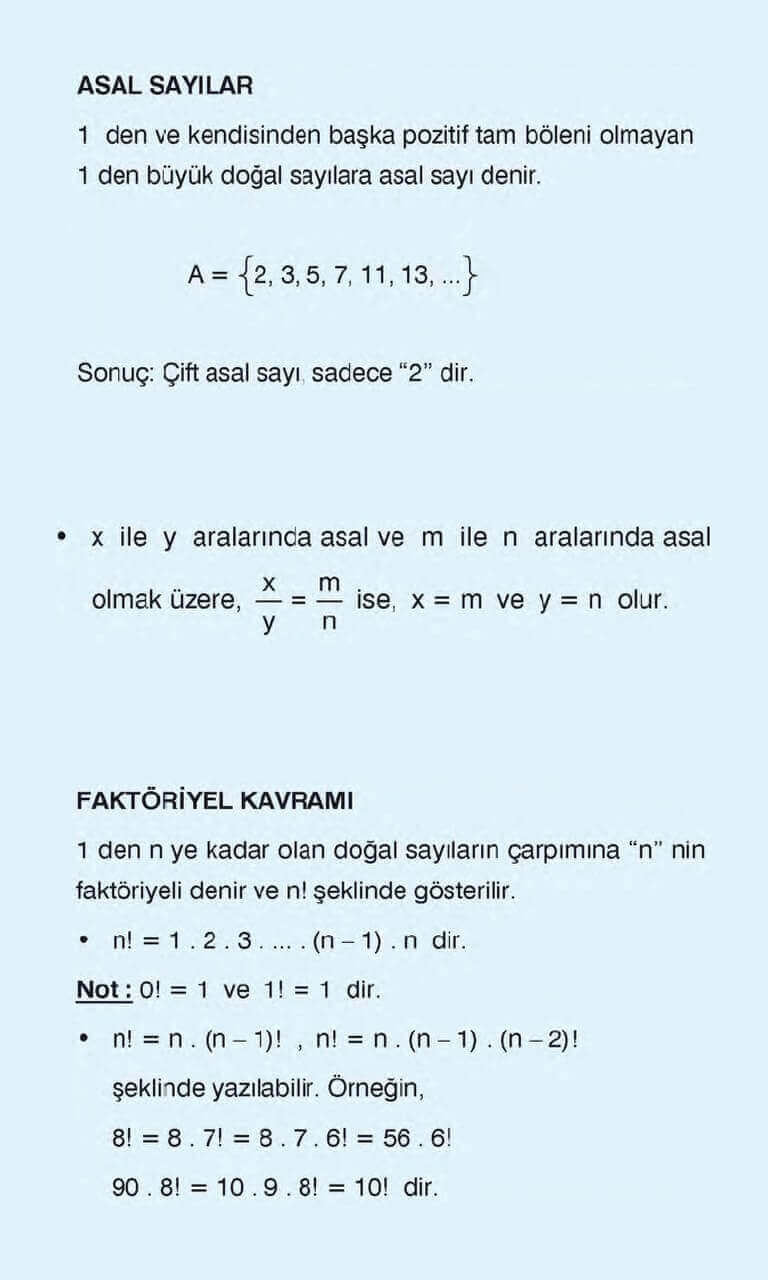 ASAL SAYILAR
1 den ve kendisinden başka pozitif tam böleni olmayan
1 den büyük doğal sayılara asal sayı denir.
A = {2, 3, 5, 7, 11, 13, ...}
Sonuç: Çift asal sayı, sadece “2” dir.
• x ile y aralarında asal ve m ile n aralarında asal
olmak üzere, x/y = m/n ise, x = m ve y = n olur.
FAKTÖRİYEL KAVRAMI
1 den n ye kadar olan doğal sayıların çarpımına “n” nin
faktöriyeli denir ve n! şeklinde gösterilir.
• n! = 1 . 2 . 3 . ... . (n – 1) . n dir.
Not : 0! = 1 ve 1! = 1 dir.
• n! = n . (n – 1)! , n! = n . (n – 1) . (n – 2)!
şeklinde yazılabilir. Örneğin,
8! = 8 . 7! = 8 . 7 . 6! = 56 . 6!
90 . 8! = 10 . 9 . 8! = 10! dir.